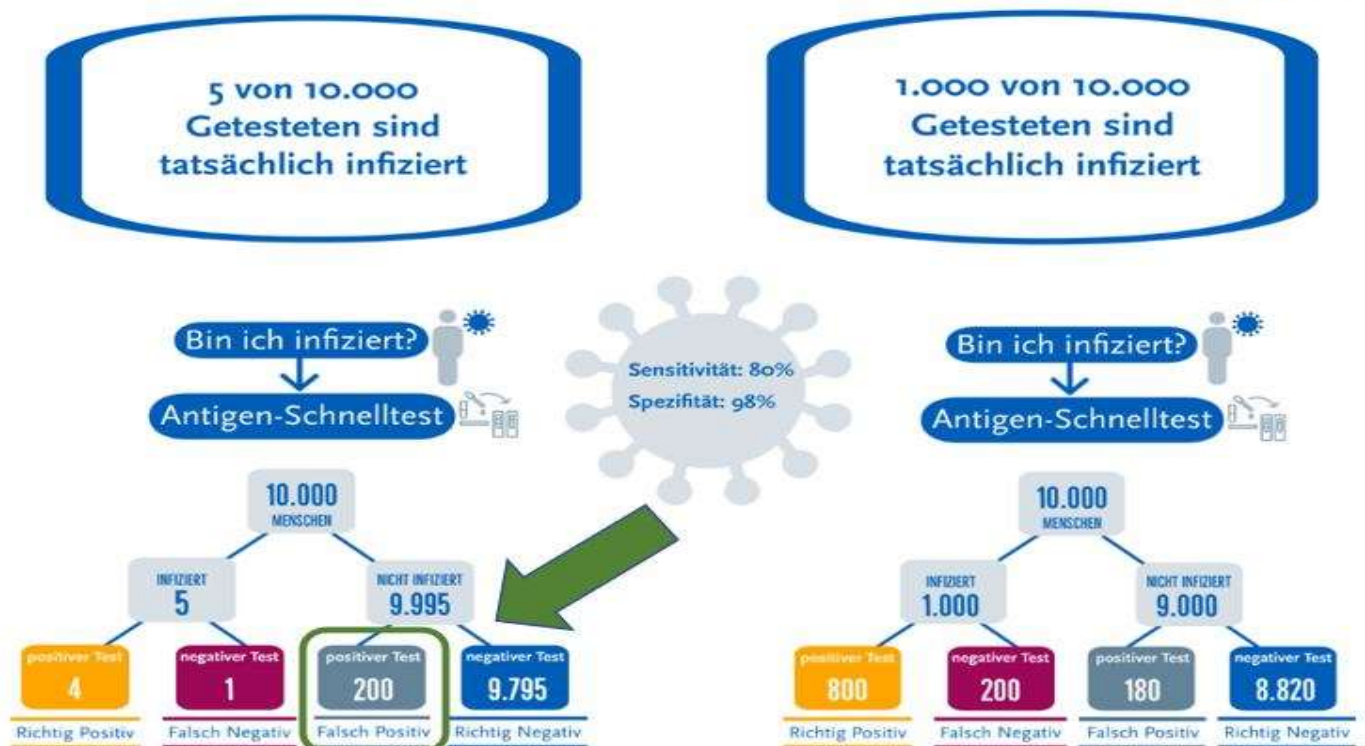 5 von 10.000
Getesteten sind
tatsächlich infiziert
Bin ich infiziert?
Antigen-Schnelltest
10.000
MENSCHEN
INFIZIERT
5
NICHT INFIZIERT
9.995
positiver Test
4
Richtig Positiv
negativer Test
1
Falsch Negativ
positiver Test
200
Falsch Positiv
negativer Test
9.795
Richtig Negativ
Sensitivität: 80%
Spezifität: 98%
1.000 von 10.000
Getesteten sind
tatsächlich infiziert
Bin ich infiziert?
Antigen-Schnelltest
10.000
MENSCHEN
INFIZIERT
1.000
NICHT INFIZIERT
9.000
positiver Test
800
Richtig Positiv
negativer Test
200
Falsch Negativ
positiver Test
180
Falsch Positiv
negativer Test
8.820
Richtig Negativ